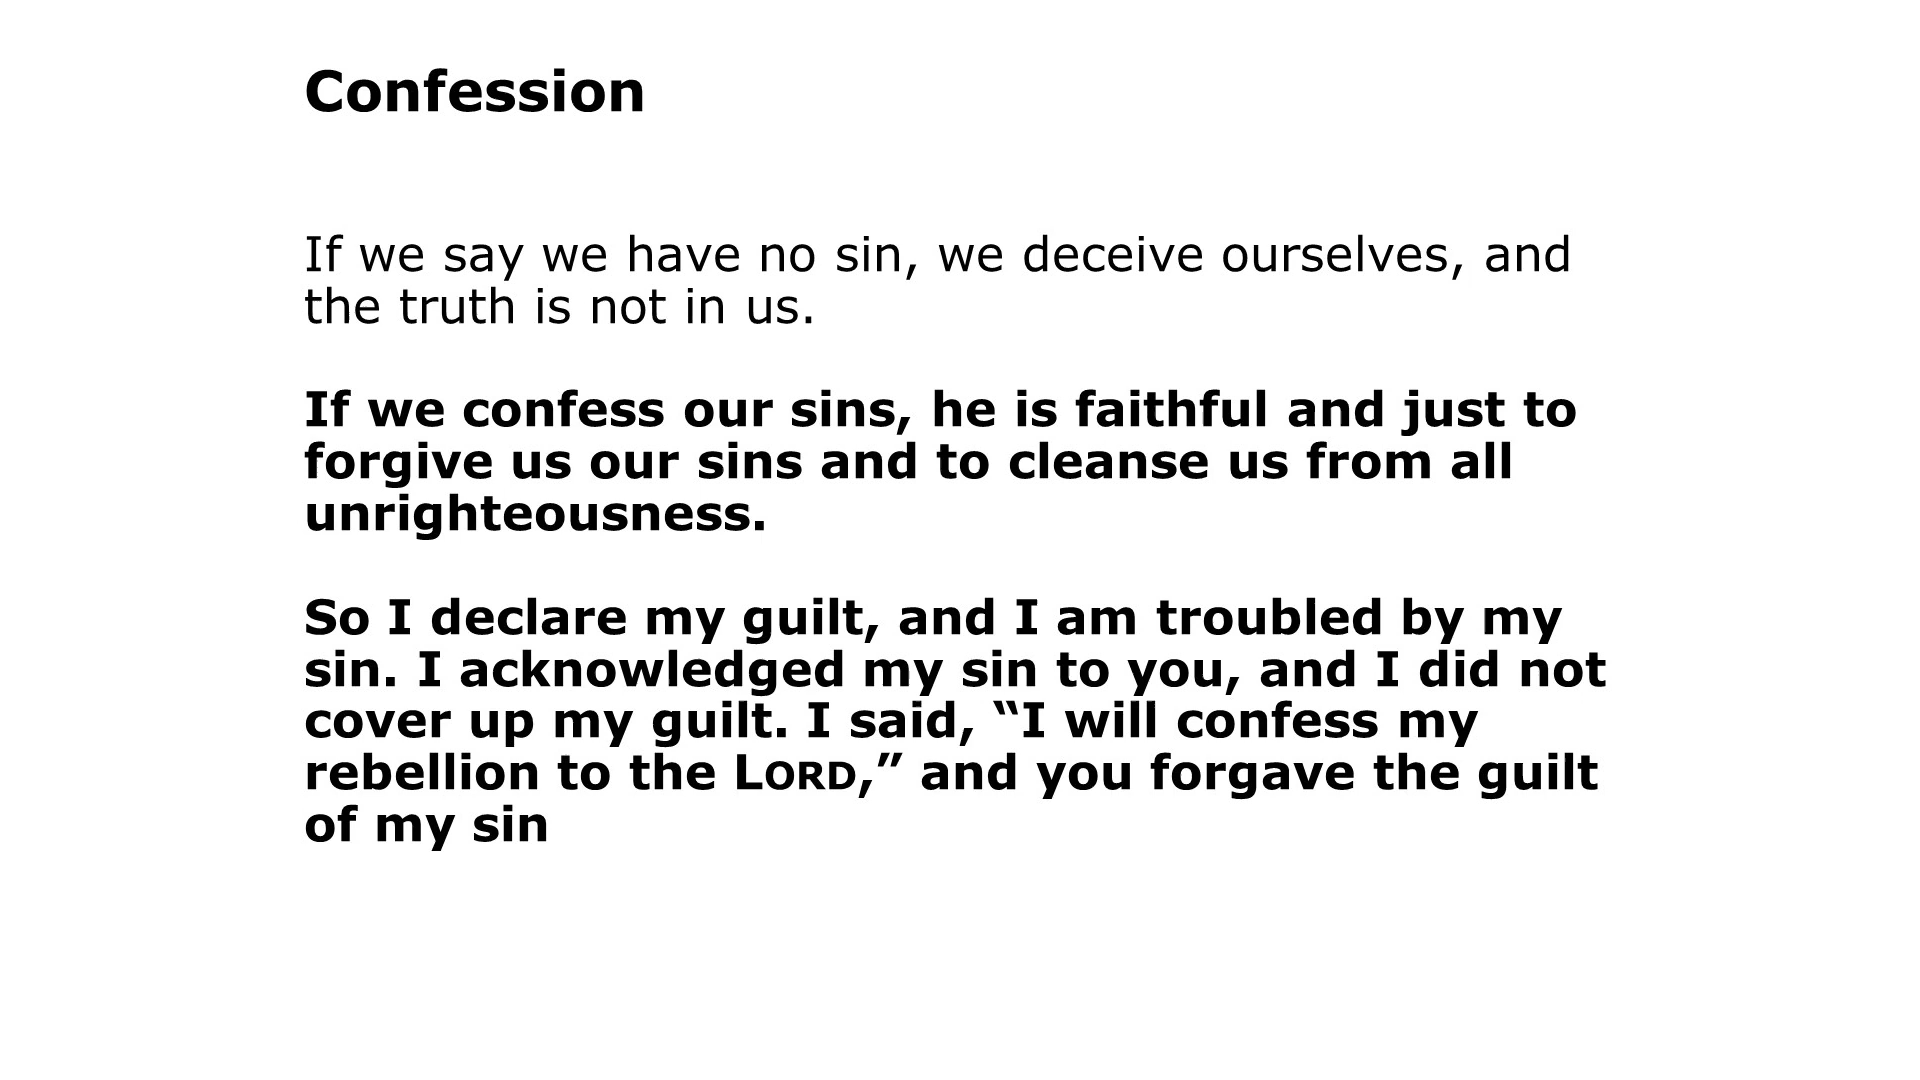 Confession
If we say we have no sin, we deceive ourselves, and
the truth is not in us.
If we confess our sins, he is faithful and just to
forgive us our sins and to cleanse us from all
unrighteousness.
So I declare my guilt, and I am troubled by my
sin. I acknowledged my sin to you, and I did not
cover up my guilt. I said, “I will confess my
rebellion to the LORD,” and you forgave the guilt
of my sin